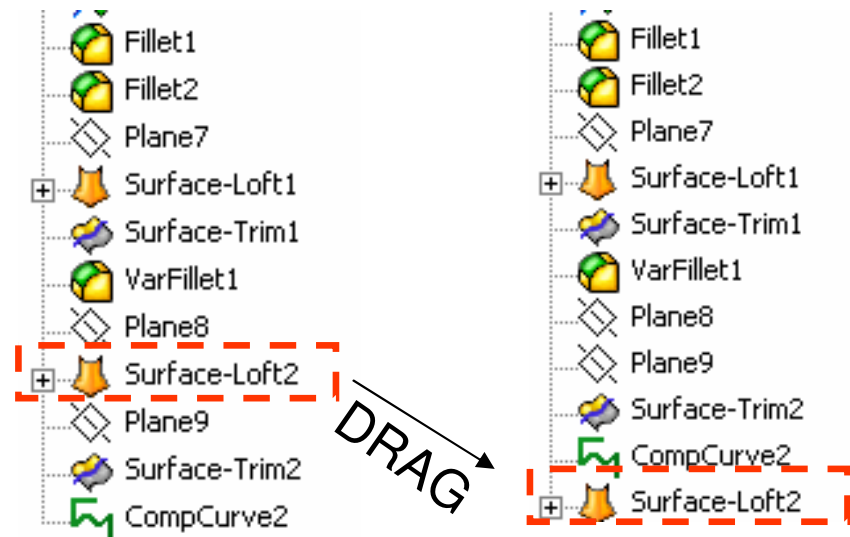 Fillet1
Fillet2
Plane7
Surface-Loft1
Surface-Trim1
VarFillet1
Plane8
Surface-Loft2
Plane9
Surface-Trim2
CompCurve2
DRAG
Fillet1
Fillet2
Plane7
Surface-Loft1
Surface-Trim1
VarFillet1
Plane8
Plane9
Surface-Trim2
CompCurve2
Surface-Loft2